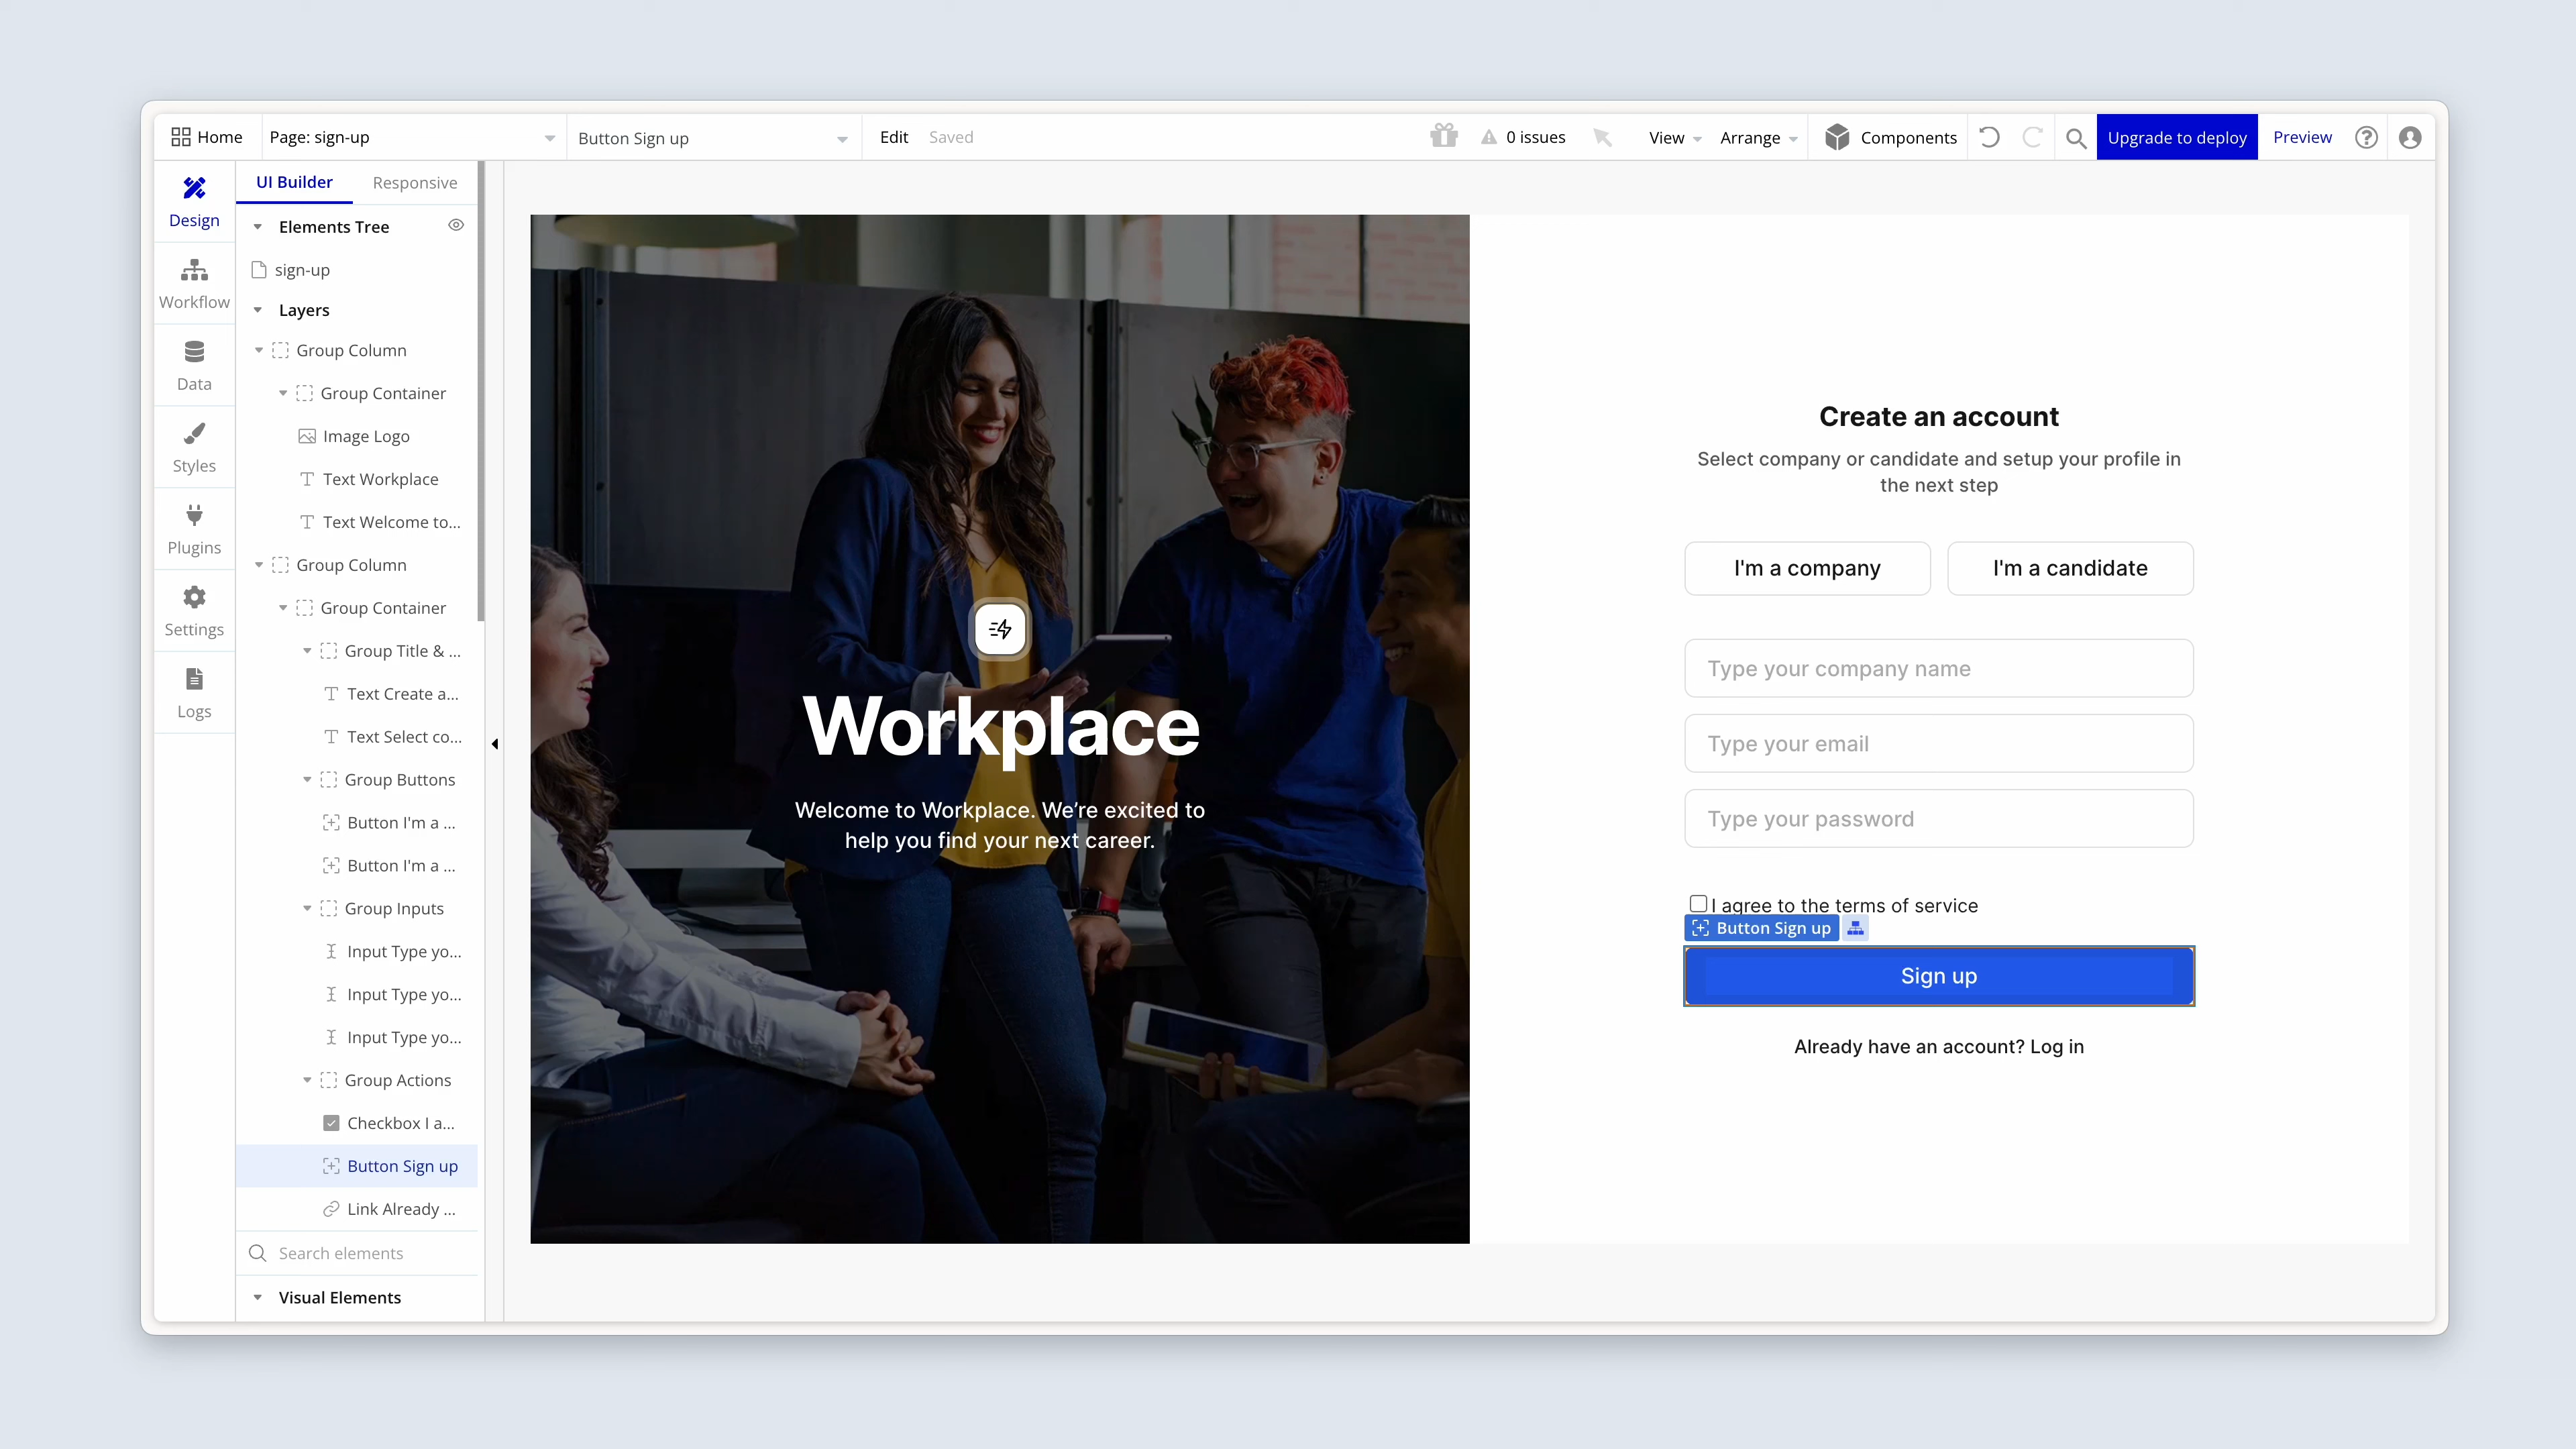 Home
Page: sign-up
Button Sign up
Edit
Saved
0 issues
View
Arrange
Components
Upgrade to deploy
Preview
Design
Workflow
Data
Styles
Plugins
Settings
Logs
UI Builder
Responsive
Elements Tree
sign-up
Layers
Group Column
Group Container
Image Logo
Text Workplace
Text Welcome to...
Group Column
Group Container
Group Title & ...
Text Create a...
Text Select co...
Group Buttons
Button I'm a ...
Button I'm a ...
Group Inputs
Input Type yo...
Input Type yo...
Input Type yo...
Group Actions
Checkbox I a...
Button Sign up
Link Already ...
Search elements
Visual Elements
Workplace
Welcome to Workplace. We're excited to
help you find your next career.
Create an account
Select company or candidate and setup your profile in
the next step
I'm a company
I'm a candidate
Type your company name
Type your email
Type your password
I agree to the terms of service
Button Sign up
Sign up
Already have an account? Log in